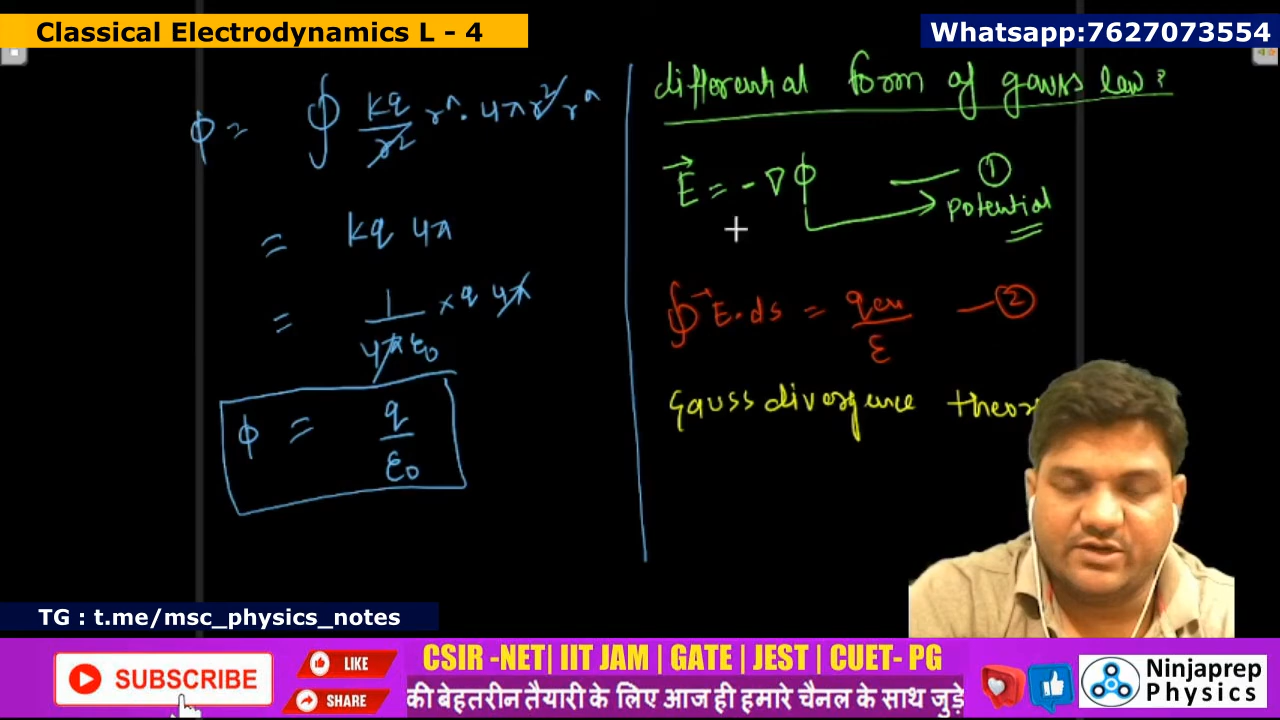 Classical Electrodynamics L - 4
Whatsapp:7627073554
ϕ = ∮ kq/r² r^ · 4πr² r^
= kq 4π
= 1/4πε₀ × q 4π
ϕ = q/ε₀
differential form of gauss law :
E⃗ = -∇ϕ — ①
potential
∮ E⃗·ds = qen/ε — ②
Gauss divergence theor
TG : t.me/msc_physics_notes
SUBSCRIBE
LIKE
SHARE
CSIR -NET| IIT JAM | GATE | JEST | CUET- PG
की बेहतरीन तैयारी के लिए आज ही हमारे चैनल के साथ जुड़े
Ninjaprep
Physics